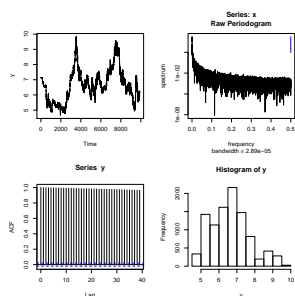 Series: x
Raw Periodogram
y
5 6 7 8 9
0 2000 4000 6000 8000
Time
spectrum
1e-08 1e-02
0.0 0.1 0.2 0.3 0.4 0.5
frequency
bandwidth = 2.89e-05
Series y
ACF
0.0 0.2 0.4 0.6 0.8 1.0
0 10 20 30 40
Lag
Histogram of y
Frequency
0 500 1000 2000
5 6 7 8 9 10